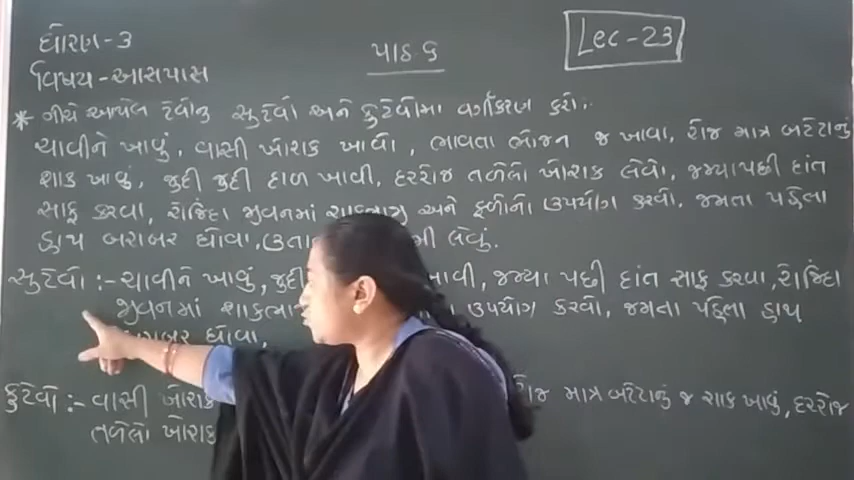 ધોરણ-3
પાઠ ૬
Lec-23
વિષય-આસપાસ
* નીચે આપેલ ટેવોનું સુટેવો અને કુટેવોમાં વર્ગીકરણ કરો.
ચાવીને ખાવું, વાસી ખોરાક ખાવો, ભાવતા ભોજન જ ખાવા, રોજ માત્ર બટેટાનું
શાક ખાવું, જુદી જુદી દાળ ખાવી, દરરોજ તળેલો ખોરાક લેવો, જમ્યાપછી દાંત
સાફ કરવા, રોજિંદા જીવનમાં શાકભાજી અને ફળોનો ઉપયોગ કરવો, જમતા પહેલા
હાથ બરાબર ધોવા, લેવું.
સુટેવો :- ચાવીને ખાવું, જુદી ખાવી, જમ્યા પછી દાંત સાફ કરવા, રોજિંદા
જીવનમાં ઉપયોગ કરવો, જમતા પહેલા હાથ
બરાબર ધોવા,
કુટેવો :- વાસી ખોરાક રોજ માત્ર બટેટાનું જ શાક ખાવું, દરરોજ
તળેલો ખોરાક